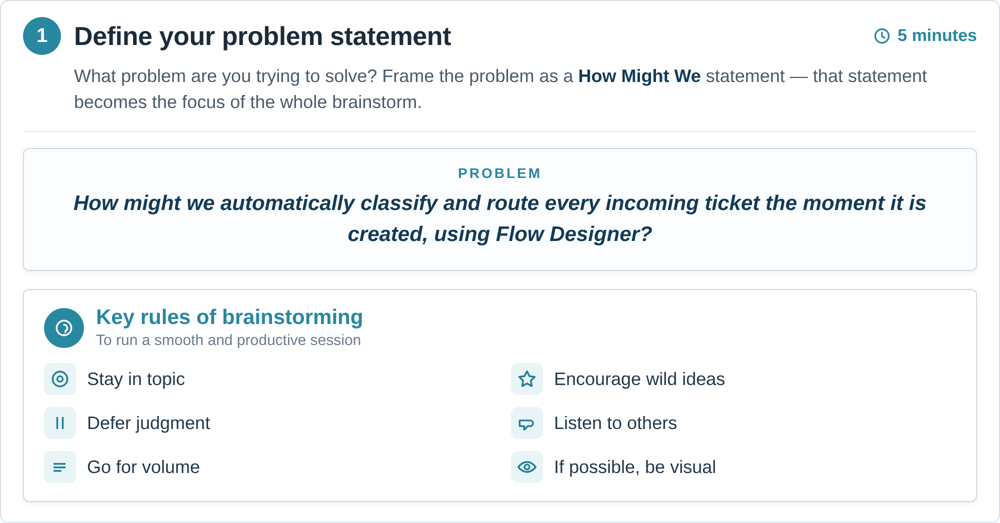 1
Define your problem statement
5 minutes
What problem are you trying to solve? Frame the problem as a How Might We statement — that statement
becomes the focus of the whole brainstorm.
PROBLEM
How might we automatically classify and route every incoming ticket the moment it is
created, using Flow Designer?
Key rules of brainstorming
To run a smooth and productive session
Stay in topic
Encourage wild ideas
Defer judgment
Listen to others
Go for volume
If possible, be visual